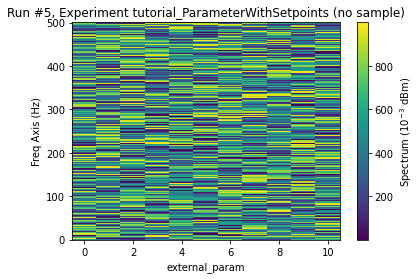 Run #5, Experiment tutorial_ParameterWithSetpoints (no sample)
500
400
300
200
100
0
Freq Axis (Hz)
0 2 4 6 8 10
external_param
800
600
400
200
Spectrum (10⁻³ dBm)